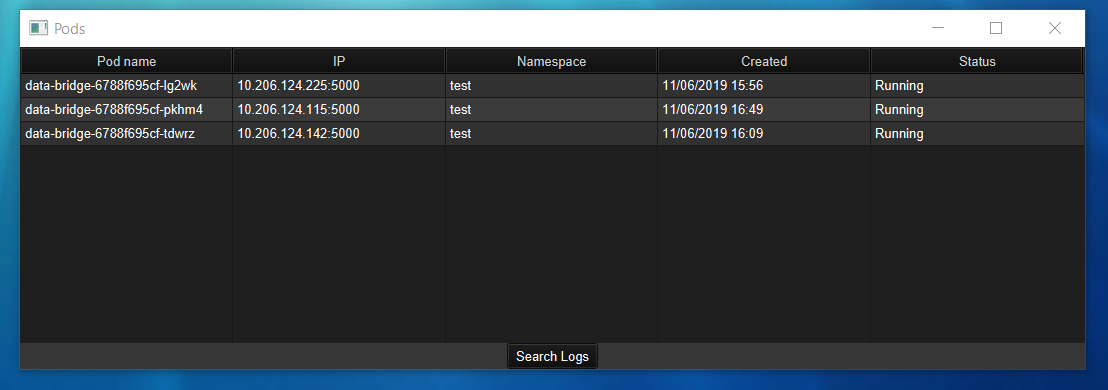 Pods
Pod name IP Namespace Created Status
data-bridge-6788f695cf-lg2wk 10.206.124.225:5000 test 11/06/2019 15:56 Running
data-bridge-6788f695cf-pkhm4 10.206.124.115:5000 test 11/06/2019 16:49 Running
data-bridge-6788f695cf-tdwrz 10.206.124.142:5000 test 11/06/2019 16:09 Running
Search Logs